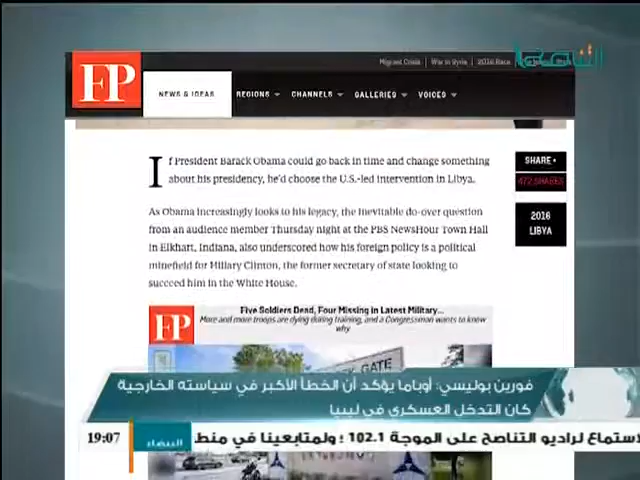 Migrant Crisis | War in Syria | 2016 Race
FP
NEWS & IDEAS
REGIONS
CHANNELS
GALLERIES
VOICES
If President Barack Obama could go back in time and change something
about his presidency, he'd choose the U.S.-led intervention in Libya.
SHARE +
472 SHARES
2016
LIBYA
As Obama increasingly looks to his legacy, the inevitable do-over question
from an audience member Thursday night at the PBS NewsHour Town Hall
in Elkhart, Indiana, also underscored how his foreign policy is a political
minefield for Hillary Clinton, the former secretary of state looking to
succeed him in the White House.
FP
Five Soldiers Dead, Four Missing in Latest Military...
More and more troops are dying during training, and a Congressman wants to know
why
GATE
فورين بوليسي: أوباما يؤكد أن الخطأ الأكبر في سياسته الخارجية
كان التدخل العسكري في ليبيا
19:07
البيضاء
لاستماع لراديو التناصح على الموجة 102.1 ؛ ولمتابعينا في منط